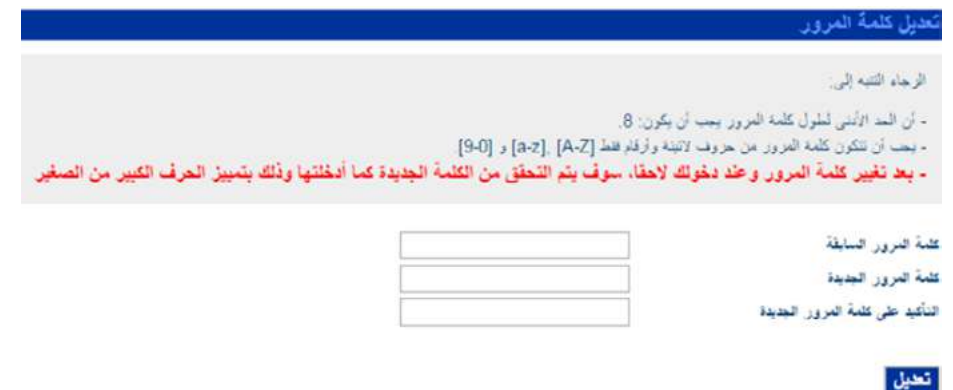 تعديل كلمة المرور
الرجاء التنبه إلى:
- أن الحد الأدنى لطول كلمة المرور يجب أن يكون: 8.
- يجب أن تتكون كلمة المرور من حروف لاتينة وأرقام فقط [A-Z], [a-z] و [0-9]
- بعد تغيير كلمة المرور وعند دخولك لاحقا، سوف يتم التحقق من الكلمة الجديدة كما أدخلتها وذلك بتمييز الحرف الكبير من الصغير
كلمة المرور السابقة
كلمة المرور الجديدة
التأكيد على كلمة المرور الجديدة
تعديل